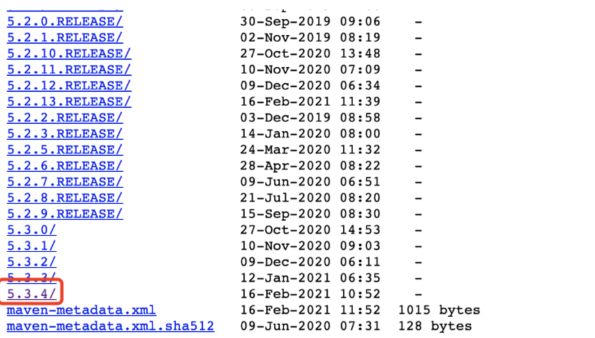 5.2.0.RELEASE/ 30-Sep-2019 09:06 -
5.2.1.RELEASE/ 02-Nov-2019 08:19 -
5.2.10.RELEASE/ 27-Oct-2020 13:48 -
5.2.11.RELEASE/ 10-Nov-2020 07:09 -
5.2.12.RELEASE/ 09-Dec-2020 06:34 -
5.2.13.RELEASE/ 16-Feb-2021 11:39 -
5.2.2.RELEASE/ 03-Dec-2019 08:58 -
5.2.3.RELEASE/ 14-Jan-2020 08:00 -
5.2.5.RELEASE/ 24-Mar-2020 11:32 -
5.2.6.RELEASE/ 28-Apr-2020 08:22 -
5.2.7.RELEASE/ 09-Jun-2020 06:51 -
5.2.8.RELEASE/ 21-Jul-2020 08:20 -
5.2.9.RELEASE/ 15-Sep-2020 08:30 -
5.3.0/ 27-Oct-2020 14:53 -
5.3.1/ 10-Nov-2020 09:03 -
5.3.2/ 09-Dec-2020 06:11 -
5.3.3/ 12-Jan-2021 06:35 -
5.3.4/ 16-Feb-2021 10:52 -
maven-metadata.xml 16-Feb-2021 11:52 1015 bytes
maven-metadata.xml.sha512 09-Jun-2020 07:31 128 bytes